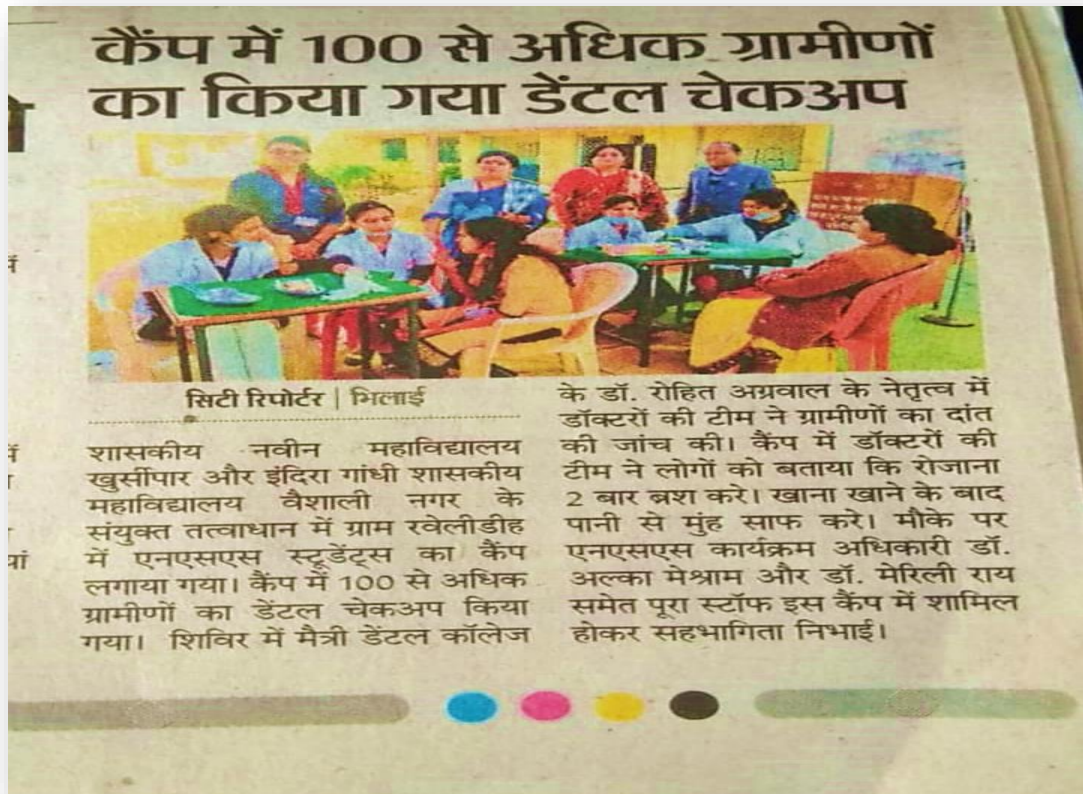 कैंप में 100 से अधिक ग्रामीणों
का किया गया डेंटल चेकअप
सिटी रिपोर्टर | भिलाई
शासकीय नवीन महाविद्यालय
खुर्सीपार और इंदिरा गांधी शासकीय
महाविद्यालय वैशाली नगर के
संयुक्त तत्वाधान में ग्राम रवेलीडीह
में एनएसएस स्टूडेंट्स का कैंप
लगाया गया। कैंप में 100 से अधिक
ग्रामीणों का डेंटल चेकअप किया
गया। शिविर में मैत्री डेंटल कॉलेज
के डॉ. रोहित अग्रवाल के नेतृत्व में
डॉक्टरों की टीम ने ग्रामीणों का दांत
की जांच की। कैंप में डॉक्टरों की
टीम ने लोगों को बताया कि रोजाना
2 बार ब्रश करे। खाना खाने के बाद
पानी से मुंह साफ करे। मौके पर
एनएसएस कार्यक्रम अधिकारी डॉ.
अल्का मेश्राम और डॉ. मेरिली राय
समेत पूरा स्टॉफ इस कैंप में शामिल
होकर सहभागिता निभाई।